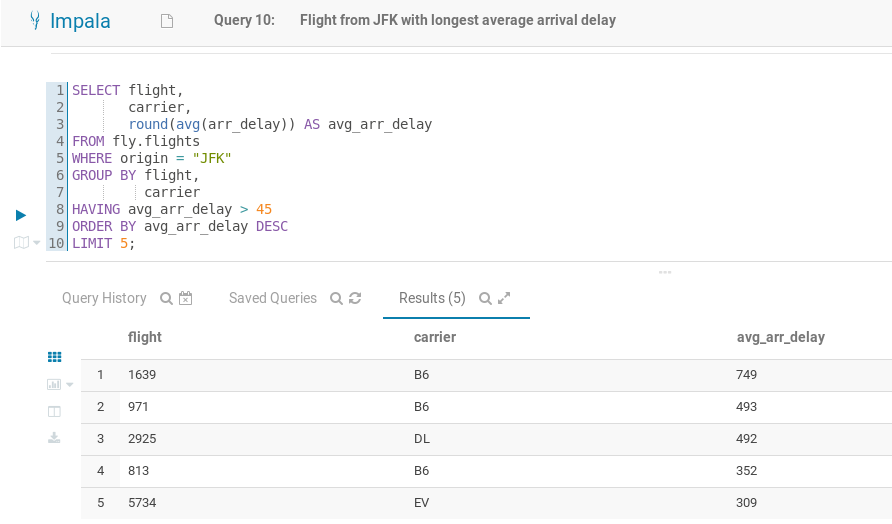 Impala Query 10: Flight from JFK with longest average arrival delay
1 SELECT flight,
2 carrier,
3 round(avg(arr_delay)) AS avg_arr_delay
4 FROM fly.flights
5 WHERE origin = "JFK"
6 GROUP BY flight,
7 carrier
8 HAVING avg_arr_delay > 45
9 ORDER BY avg_arr_delay DESC
10 LIMIT 5;
Query History Saved Queries Results (5)
flight carrier avg_arr_delay
1 1639 B6 749
2 971 B6 493
3 2925 DL 492
4 813 B6 352
5 5734 EV 309